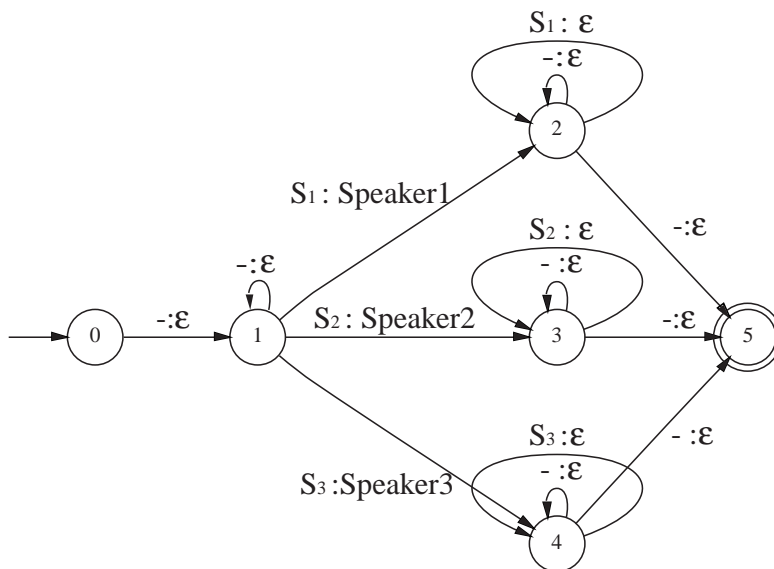 S₁ : ε
-:ε
2
S₁ : Speaker1
-:ε
S₂ : ε
-:ε
-:ε
0
-:ε
1
S₂ : Speaker2
3
-:ε
5
S₃:ε
-:ε
- :ε
S₃ :Speaker3
4